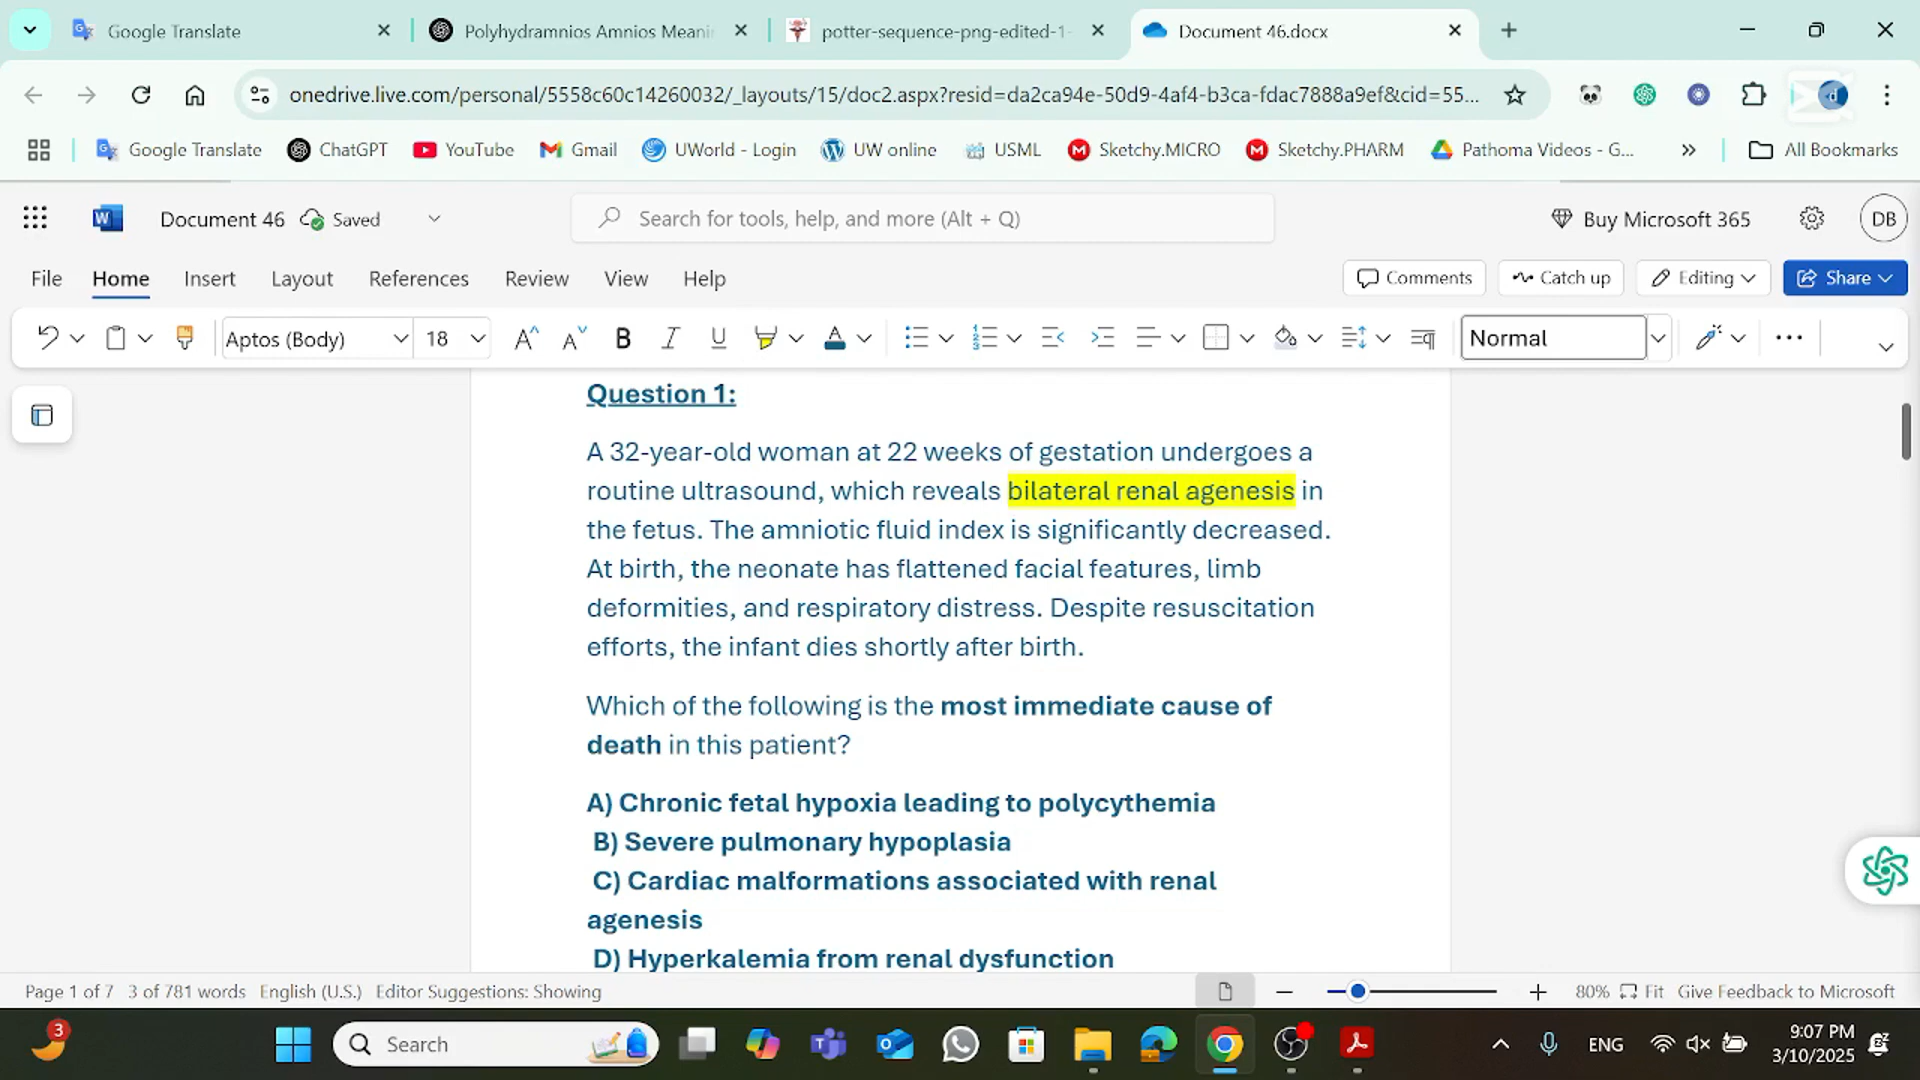 Google Translate
Polyhydramnios Amnios Meani
potter-sequence-png-edited-1-
Document 46.docx
onedrive.live.com/personal/5558c60c14260032/_layouts/15/doc2.aspx?resid=da2ca94e-50d9-4af4-b3ca-fdac7888a9ef&cid=55...
d
Google Translate
ChatGPT
YouTube
Gmail
UWorld - Login
UW online
USML
Sketchy.MICRO
Sketchy.PHARM
Pathoma Videos - G...
All Bookmarks
Document 46
Saved
Search for tools, help, and more (Alt + Q)
Buy Microsoft 365
DB
File Home Insert Layout References Review View Help
Comments
Catch up
Editing
Share
Aptos (Body)
18
Normal
Question 1:
A 32-year-old woman at 22 weeks of gestation undergoes a
routine ultrasound, which reveals bilateral renal agenesis in
the fetus. The amniotic fluid index is significantly decreased.
At birth, the neonate has flattened facial features, limb
deformities, and respiratory distress. Despite resuscitation
efforts, the infant dies shortly after birth.
Which of the following is the most immediate cause of
death in this patient?
A) Chronic fetal hypoxia leading to polycythemia
B) Severe pulmonary hypoplasia
C) Cardiac malformations associated with renal
agenesis
D) Hyperkalemia from renal dysfunction
Page 1 of 7 3 of 781 words English (U.S.) Editor Suggestions: Showing
80% Fit Give Feedback to Microsoft
3
Search
ENG
9:07 PM
3/10/2025